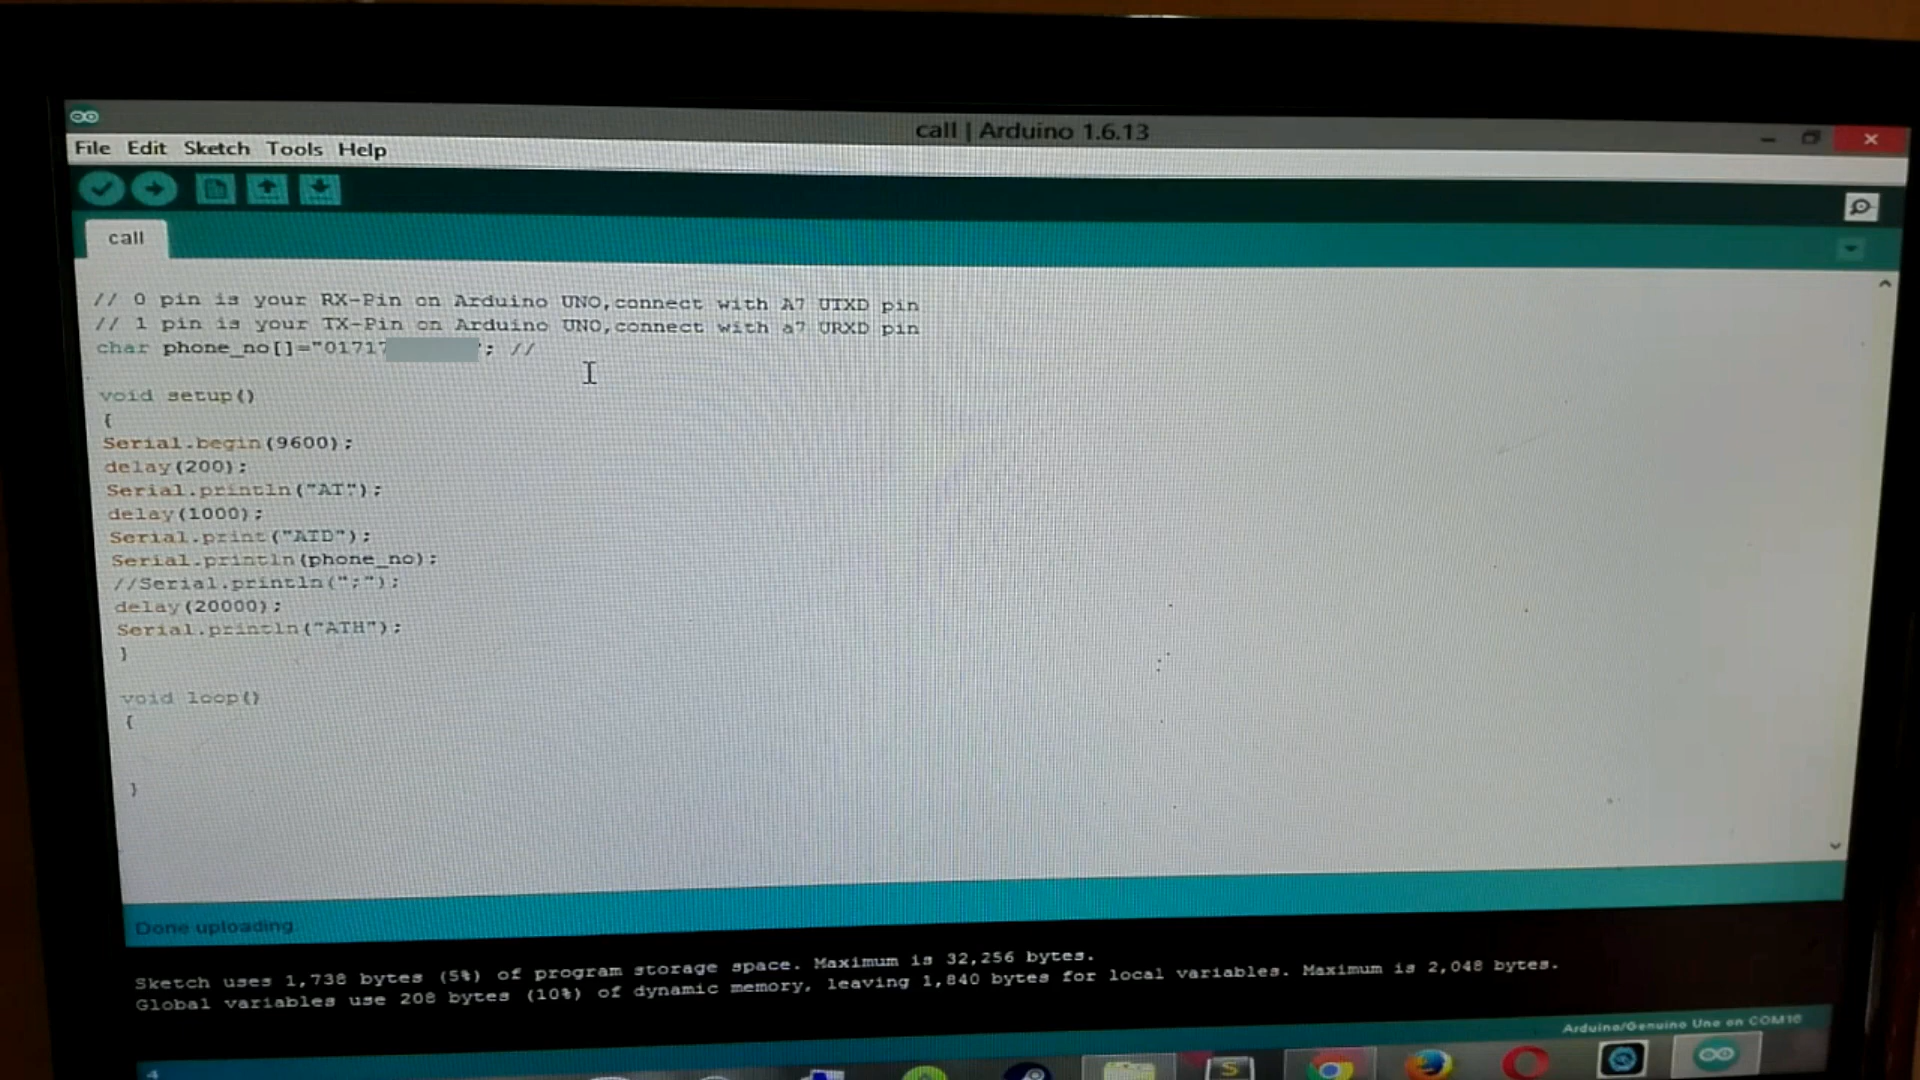 call | Arduino 1.6.13
File Edit Sketch Tools Help
call
// 0 pin is your RX-Pin on Arduino UNO,connect with A7 UTXD pin
// 1 pin is your TX-Pin on Arduino UNO,connect with a7 URXD pin
char phone_no[]="01717 "; //
void setup()
{
Serial.begin(9600);
delay(200);
Serial.println("AT");
delay(1000);
Serial.print("ATD");
Serial.println(phone_no);
//Serial.println(";");
delay(20000);
Serial.println("ATH");
}
void loop()
{
}
Done uploading
Sketch uses 1,738 bytes (5%) of program storage space. Maximum is 32,256 bytes.
Global variables use 208 bytes (10%) of dynamic memory, leaving 1,840 bytes for local variables. Maximum is 2,048 bytes.
Arduino/Genuino Uno on COM10
4
S